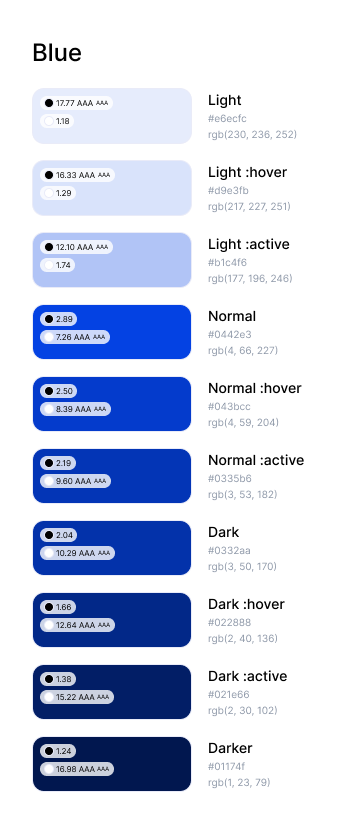 Blue
17.77 AAA AAA
1.18
Light
#e6ecfc
rgb(230, 236, 252)
16.33 AAA AAA
1.29
Light :hover
#d9e3fb
rgb(217, 227, 251)
12.10 AAA AAA
1.74
Light :active
#b1c4f6
rgb(177, 196, 246)
2.89
7.26 AAA AAA
Normal
#0442e3
rgb(4, 66, 227)
2.50
8.39 AAA AAA
Normal :hover
#043bcc
rgb(4, 59, 204)
2.19
9.60 AAA AAA
Normal :active
#0335b6
rgb(3, 53, 182)
2.04
10.29 AAA AAA
Dark
#0332aa
rgb(3, 50, 170)
1.66
12.64 AAA AAA
Dark :hover
#022888
rgb(2, 40, 136)
1.38
15.22 AAA AAA
Dark :active
#021e66
rgb(2, 30, 102)
1.24
16.98 AAA AAA
Darker
#01174f
rgb(1, 23, 79)